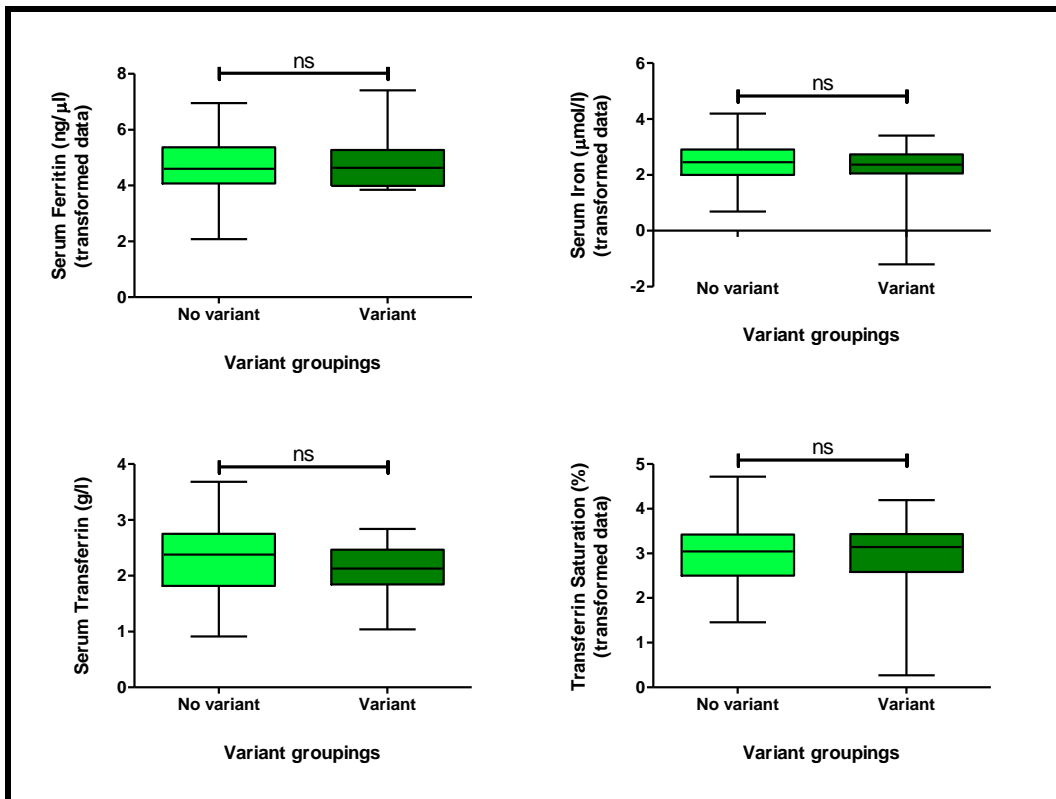 ns
Serum Ferritin (ng/μl)
(transformed data)
8
6
4
2
0
No variant Variant
Variant groupings
ns
Serum Iron (μmol/l)
(transformed data)
6
4
2
0
-2
No variant Variant
Variant groupings
ns
Serum Transferrin (g/l)
4
3
2
1
0
No variant Variant
Variant groupings
ns
Transferrin Saturation (%)
(transformed data)
5
4
3
2
1
0
No variant Variant
Variant groupings